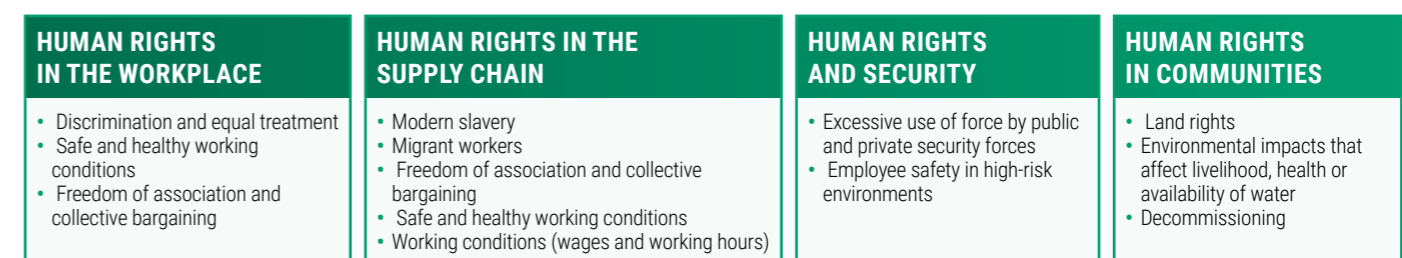 HUMAN RIGHTS
IN THE WORKPLACE
• Discrimination and equal treatment
• Safe and healthy working
conditions
• Freedom of association and
collective bargaining
HUMAN RIGHTS IN THE
SUPPLY CHAIN
• Modern slavery
• Migrant workers
• Freedom of association and collective
bargaining
• Safe and healthy working conditions
• Working conditions (wages and working hours)
HUMAN RIGHTS
AND SECURITY
• Excessive use of force by public
and private security forces
• Employee safety in high-risk
environments
HUMAN RIGHTS
IN COMMUNITIES
• Land rights
• Environmental impacts that
affect livelihood, health or
availability of water
• Decommissioning